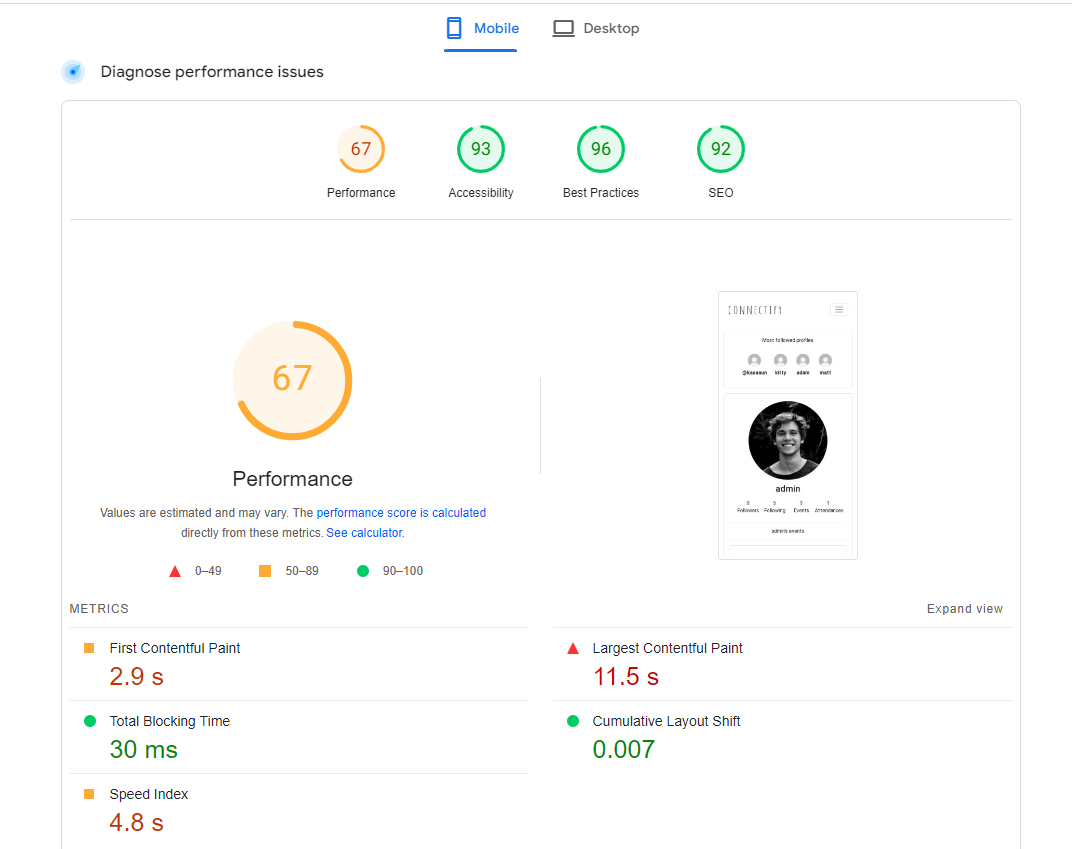 Mobile Desktop
Diagnose performance issues
67 93 96 92
Performance Accessibility Best Practices SEO
67
Performance
Values are estimated and may vary. The performance score is calculated
directly from these metrics. See calculator.
0–49 50–89 90–100
CONNECTIFY.
Most followed profiles.
@kaaaaun kitty adam matt
admin
0 5 3 1
Followers Following Events Attendances
admin's events
METRICS Expand view
First Contentful Paint
2.9 s
Largest Contentful Paint
11.5 s
Total Blocking Time
30 ms
Cumulative Layout Shift
0.007
Speed Index
4.8 s